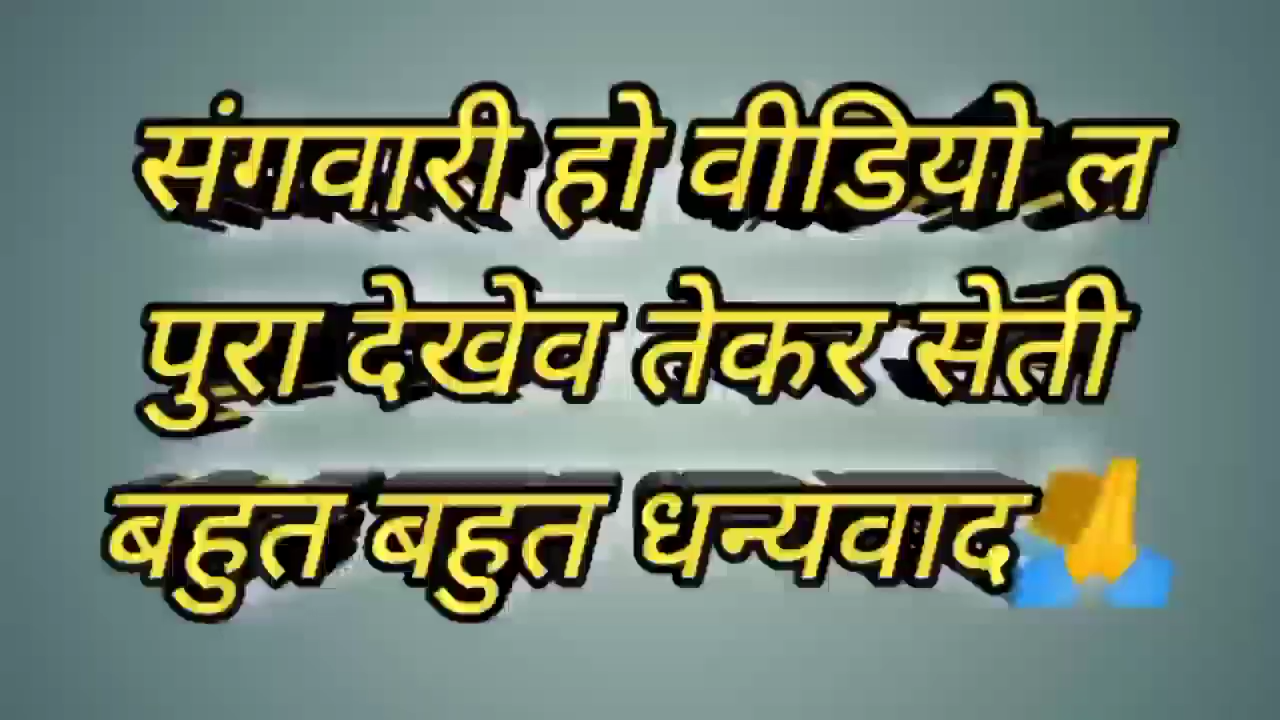 संगवारी हो वीडियो ल
पुरा देखेव तेकर सेती
बहुत बहुत धन्यवाद🙏